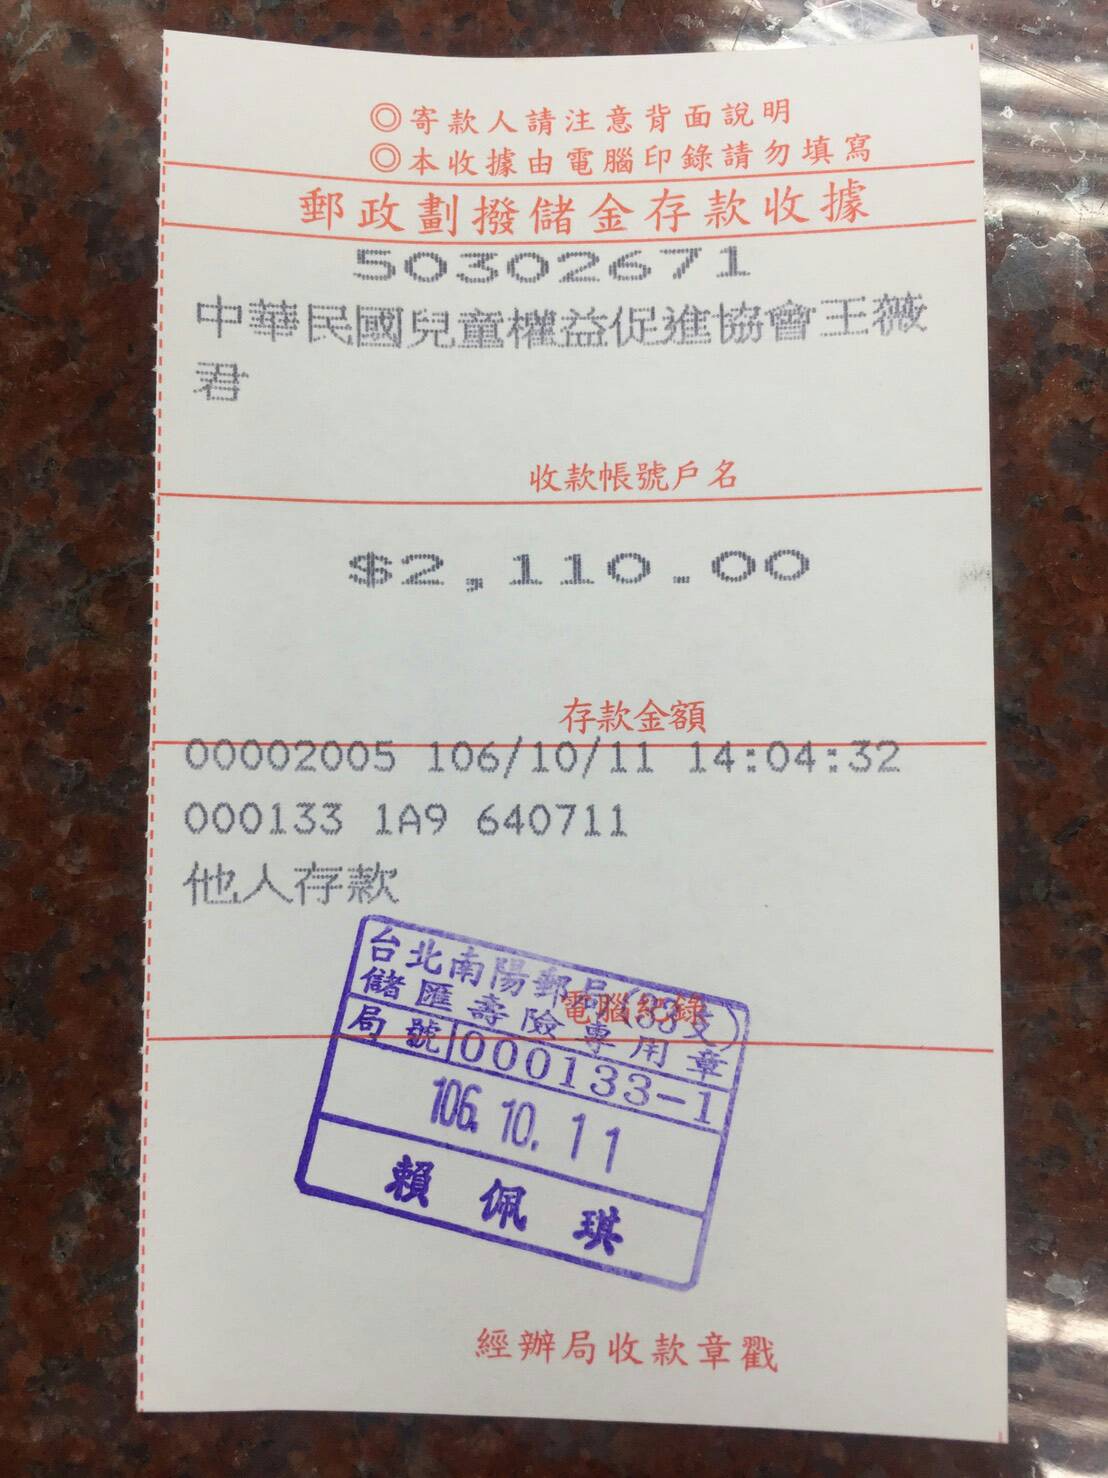 ◎寄款人請注意背面說明
◎本收據由電腦印錄請勿填寫
郵政劃撥儲金存款收據
50302671
中華民國兒童權益促進協會王薇
君
收款帳號戶名
$2,110.00
存款金額
00002005 106/10/11 14:04:32
000133 1A9 640711
他人存款
台北南陽郵局(33支)
儲匯壽險專用章
電腦紀錄
局號 000133-1
106.10.11
賴佩琪
經辦局收款章戳